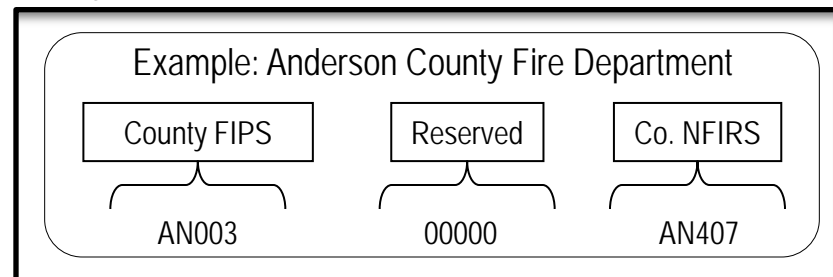 Example: Anderson County Fire Department
County FIPS Reserved Co. NFIRS
AN003 00000 AN407